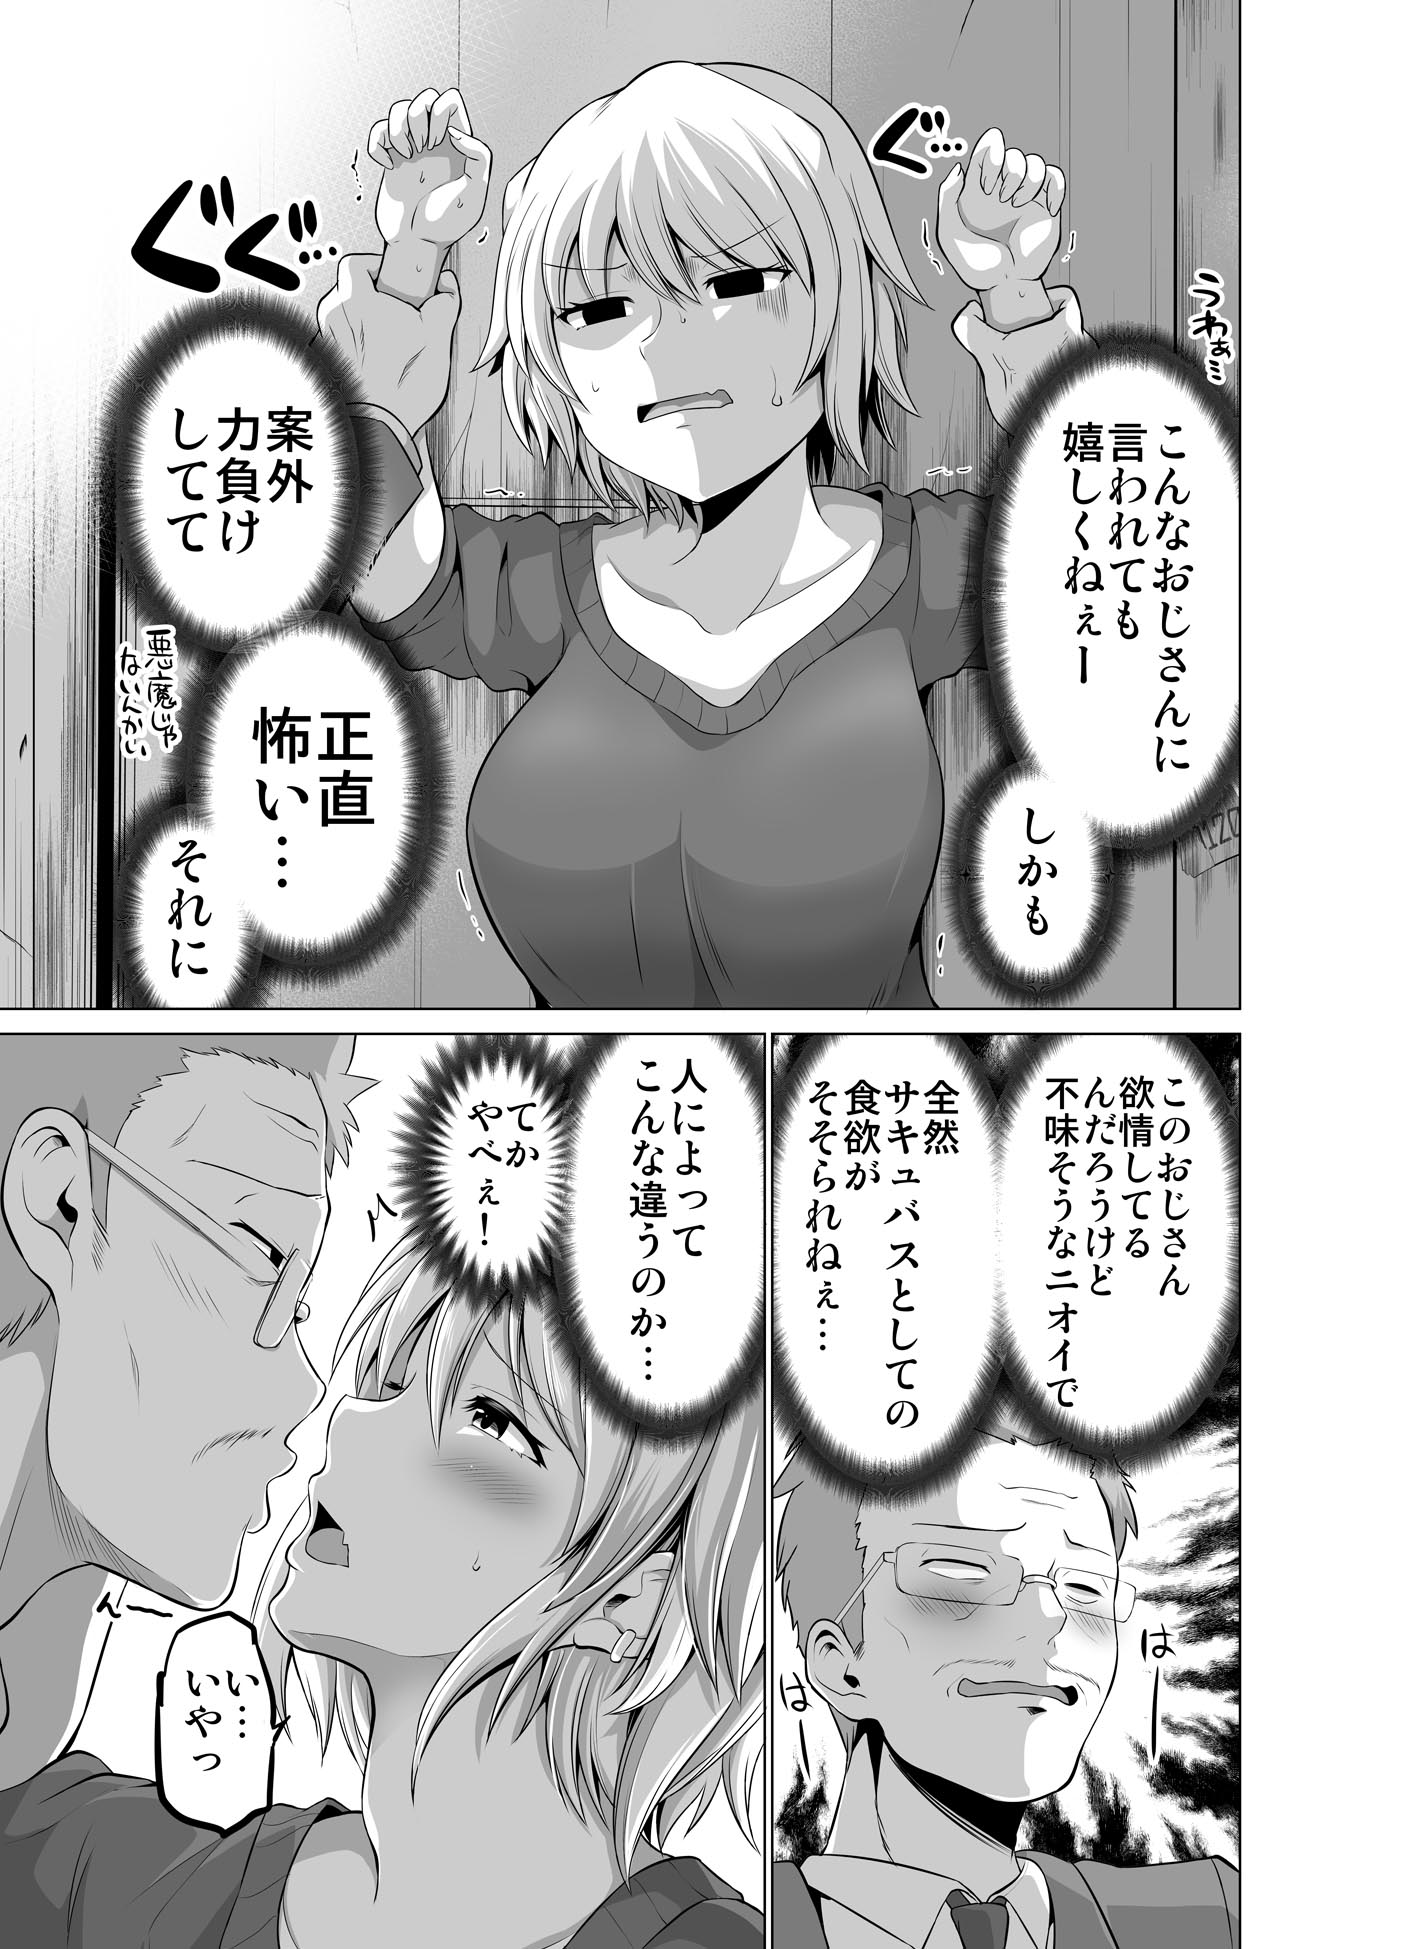 うわぁ…
ぐ…
こんなおじさんに
言われても
嬉しくねぇー
しかも
ぐぐ…
案外
力負け
してて
正直
怖い…
悪魔じゃ
ないんかい
それに
1120
このおじさん
欲情してる
んだろうけど
不味そうなニオイで
全然
サキュバスとしての
食欲が
そそられねぇ…
はー
はー
人によって
こんな違うのか…
てか
やべぇ!
んー
い…
いやっ